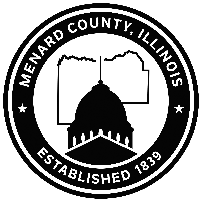 MENARD COUNTY, ILLINOIS
ESTABLISHED 1839